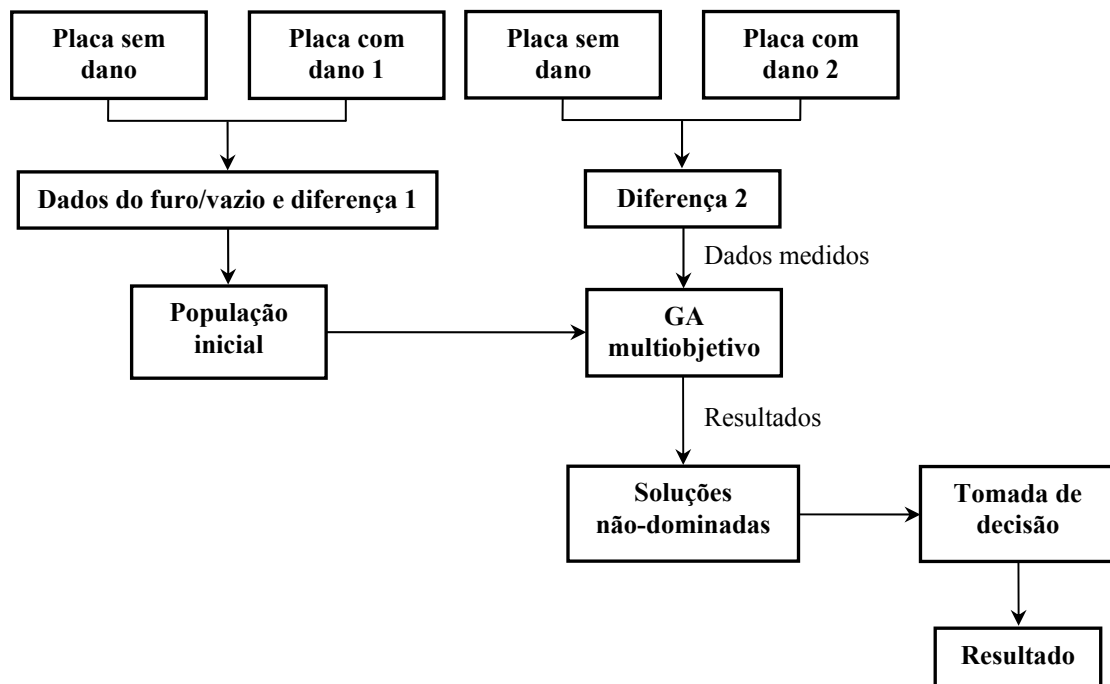 Placa sem
dano
Placa com
dano 1
Placa sem
dano
Placa com
dano 2
Dados do furo/vazio e diferença 1
Diferença 2
Dados medidos
População
inicial
GA
multiobjetivo
Resultados
Soluções
não-dominadas
Tomada de
decisão
Resultado